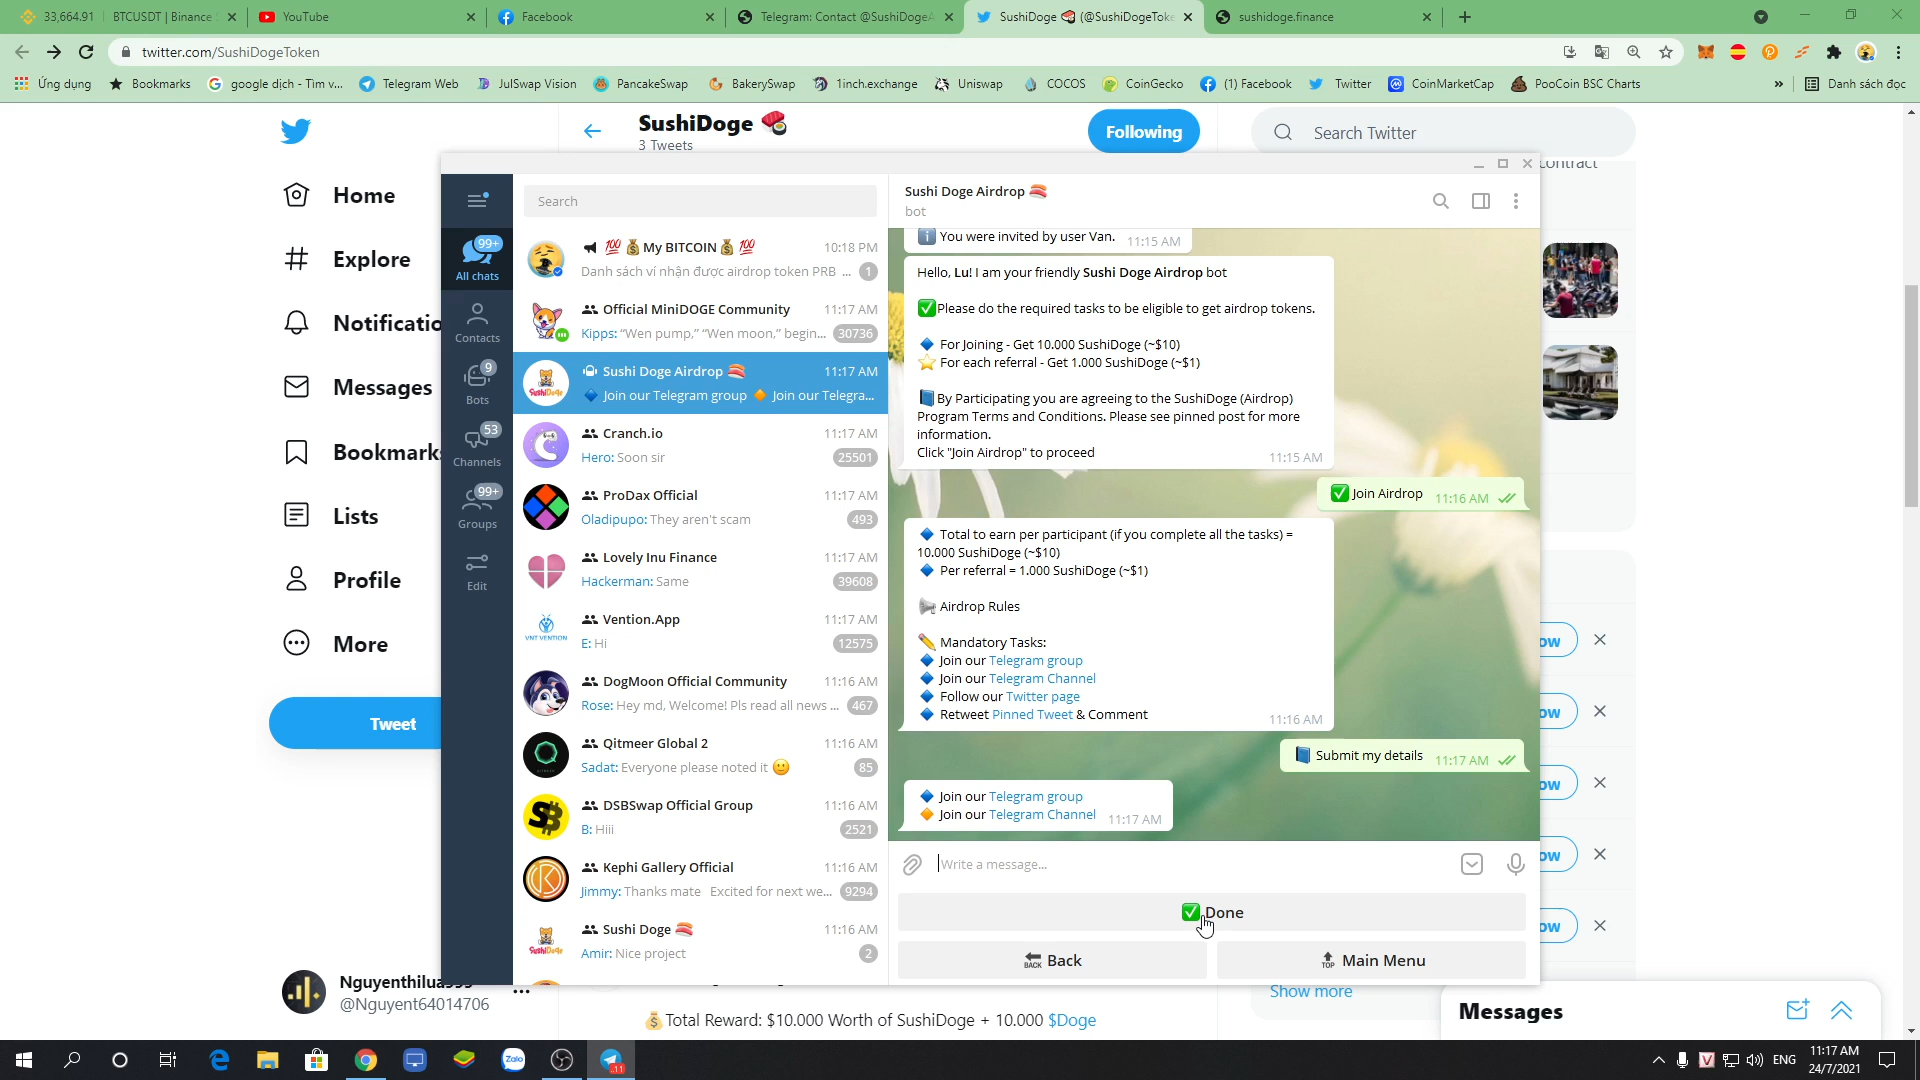 33,664.91 BTCUSDT | Binance
YouTube
Facebook
Telegram: Contact @SushiDogeA
SushiDoge 🍣 (@SushiDogeToke
sushidoge.finance
twitter.com/SushiDogeToken
Ứng dụng
Bookmarks
google dịch - Tìm v...
Telegram Web
JulSwap Vision
PancakeSwap
BakerySwap
1inch.exchange
Uniswap
COCOS
CoinGecko
(1) Facebook
Twitter
CoinMarketCap
PooCoin BSC Charts
»
Danh sách đọc
SushiDoge 🍣
3 Tweets
Following
Search Twitter
contract
Home
Explore
Notificatio
Messages
Bookmark
Lists
Profile
More
Tweet
Nguyenthilua
@Nguyent64014706
99+
All chats
Contacts
9
Bots
53
Channels
99+
Groups
Edit
Search
💯💰My BITCOIN💰💯 10:18 PM
Danh sách ví nhận được airdrop token PRB ... 1
Official MiniDOGE Community 11:17 AM
Kipps: “Wen pump,” “Wen moon,” begin... 30736
Sushi Doge Airdrop 🍣 11:17 AM
🔷 Join our Telegram group 🔶 Join our Telegra...
Cranch.io 11:17 AM
Hero: Soon sir 25501
ProDax Official 11:17 AM
Oladipupo: They aren't scam 493
Lovely Inu Finance 11:17 AM
Hackerman: Same 39608
Vention.App 11:17 AM
E: Hi 12575
VNT VENTION
DogMoon Official Community 11:16 AM
Rose: Hey md, Welcome! Pls read all news ... 467
Qitmeer Global 2 11:16 AM
Sadat: Everyone please noted it 🙂 85
DSBSwap Official Group 11:16 AM
B: Hiii 2521
Kephi Gallery Official 11:16 AM
Jimmy: Thanks mate Excited for next we... 9294
Sushi Doge 🍣 11:16 AM
Amir: Nice project 2
Sushi Doge Airdrop 🍣
bot
ℹ️ You were invited by user Van. 11:15 AM
Hello, Lu! I am your friendly Sushi Doge Airdrop bot
✅Please do the required tasks to be eligible to get airdrop tokens.
🔷 For Joining - Get 10.000 SushiDoge (~$10)
⭐ For each referral - Get 1.000 SushiDoge (~$1)
📘By Participating you are agreeing to the SushiDoge (Airdrop)
Program Terms and Conditions. Please see pinned post for more
information.
Click "Join Airdrop" to proceed 11:15 AM
✅ Join Airdrop 11:16 AM
🔷 Total to earn per participant (if you complete all the tasks) =
10.000 SushiDoge (~$10)
🔷 Per referral = 1.000 SushiDoge (~$1)
📢 Airdrop Rules
✏️ Mandatory Tasks:
🔷 Join our Telegram group
🔷 Join our Telegram Channel
🔷 Follow our Twitter page
🔷 Retweet Pinned Tweet & Comment 11:16 AM
📘 Submit my details 11:17 AM
🔷 Join our Telegram group
🔶 Join our Telegram Channel 11:17 AM
Write a message...
✅ Done
🔙 Back
🔝 Main Menu
ow
ow
ow
ow
ow
Show more
Messages
💰Total Reward: $10.000 Worth of SushiDoge + 10.000 $Doge
Zalo
..11
ENG
11:17 AM
24/7/2021